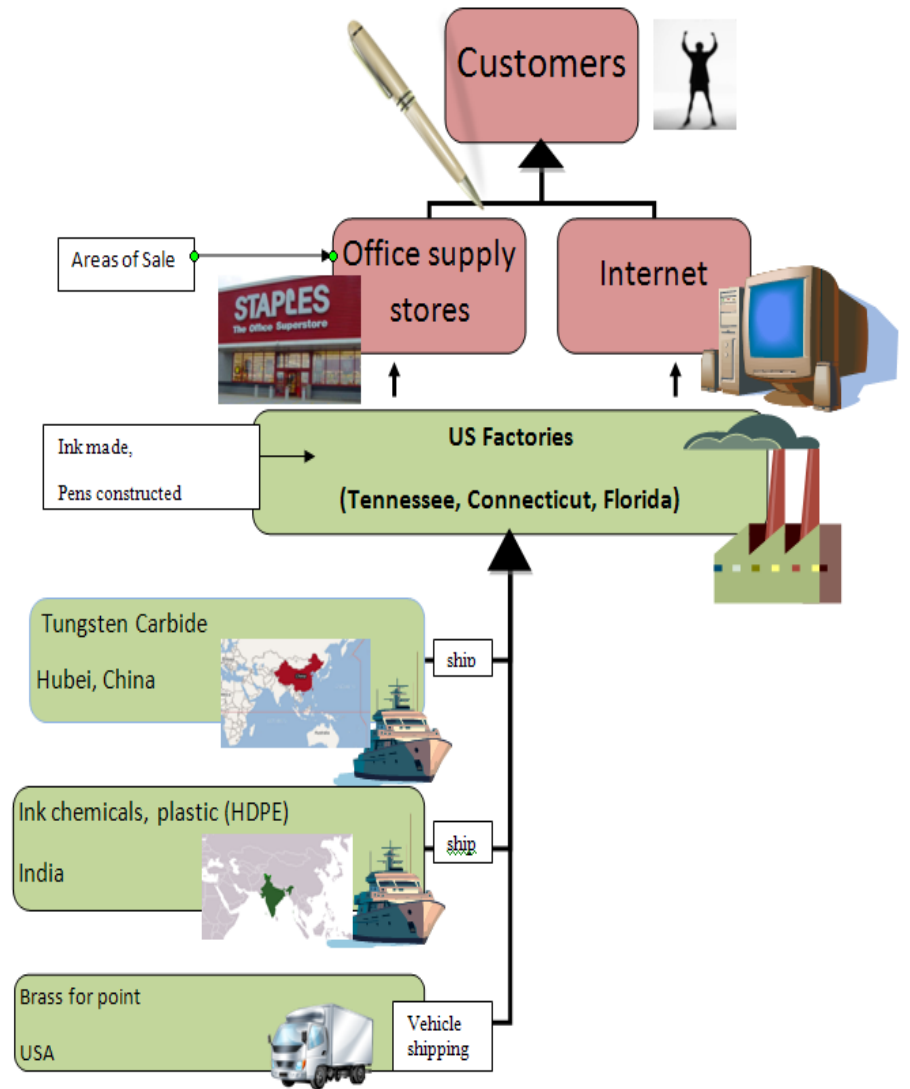 Customers
Areas of Sale
Office supply
stores
Internet
STAPLES
The Office Superstore
Ink made,
Pens constructed
US Factories
(Tennessee, Connecticut, Florida)
Tungsten Carbide
Hubei, China
ship
Ink chemicals, plastic (HDPE)
India
ship
Brass for point
USA
Vehicle
shipping